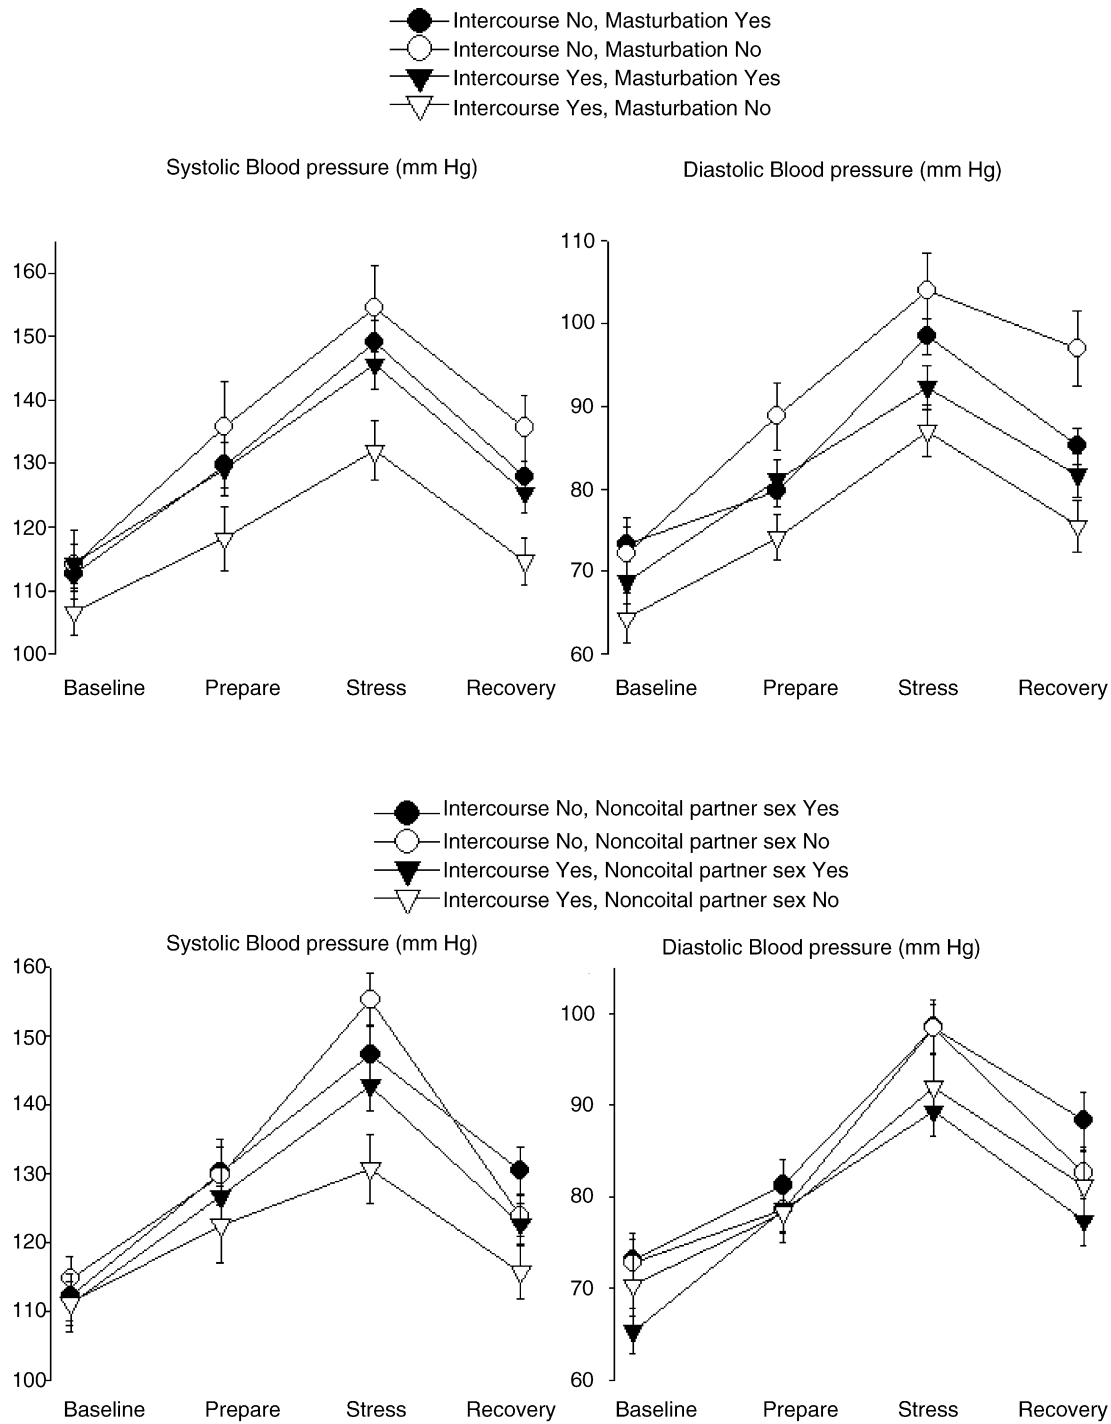 Intercourse No, Masturbation Yes
Intercourse No, Masturbation No
Intercourse Yes, Masturbation Yes
Intercourse Yes, Masturbation No
Systolic Blood pressure (mm Hg)
160
150
140
130
120
110
100
Baseline Prepare Stress Recovery
Diastolic Blood pressure (mm Hg)
110
100
90
80
70
60
Baseline Prepare Stress Recovery
Intercourse No, Noncoital partner sex Yes
Intercourse No, Noncoital partner sex No
Intercourse Yes, Noncoital partner sex Yes
Intercourse Yes, Noncoital partner sex No
Systolic Blood pressure (mm Hg)
160
150
140
130
120
110
100
Baseline Prepare Stress Recovery
Diastolic Blood pressure (mm Hg)
100
90
80
70
60
Baseline Prepare Stress Recovery